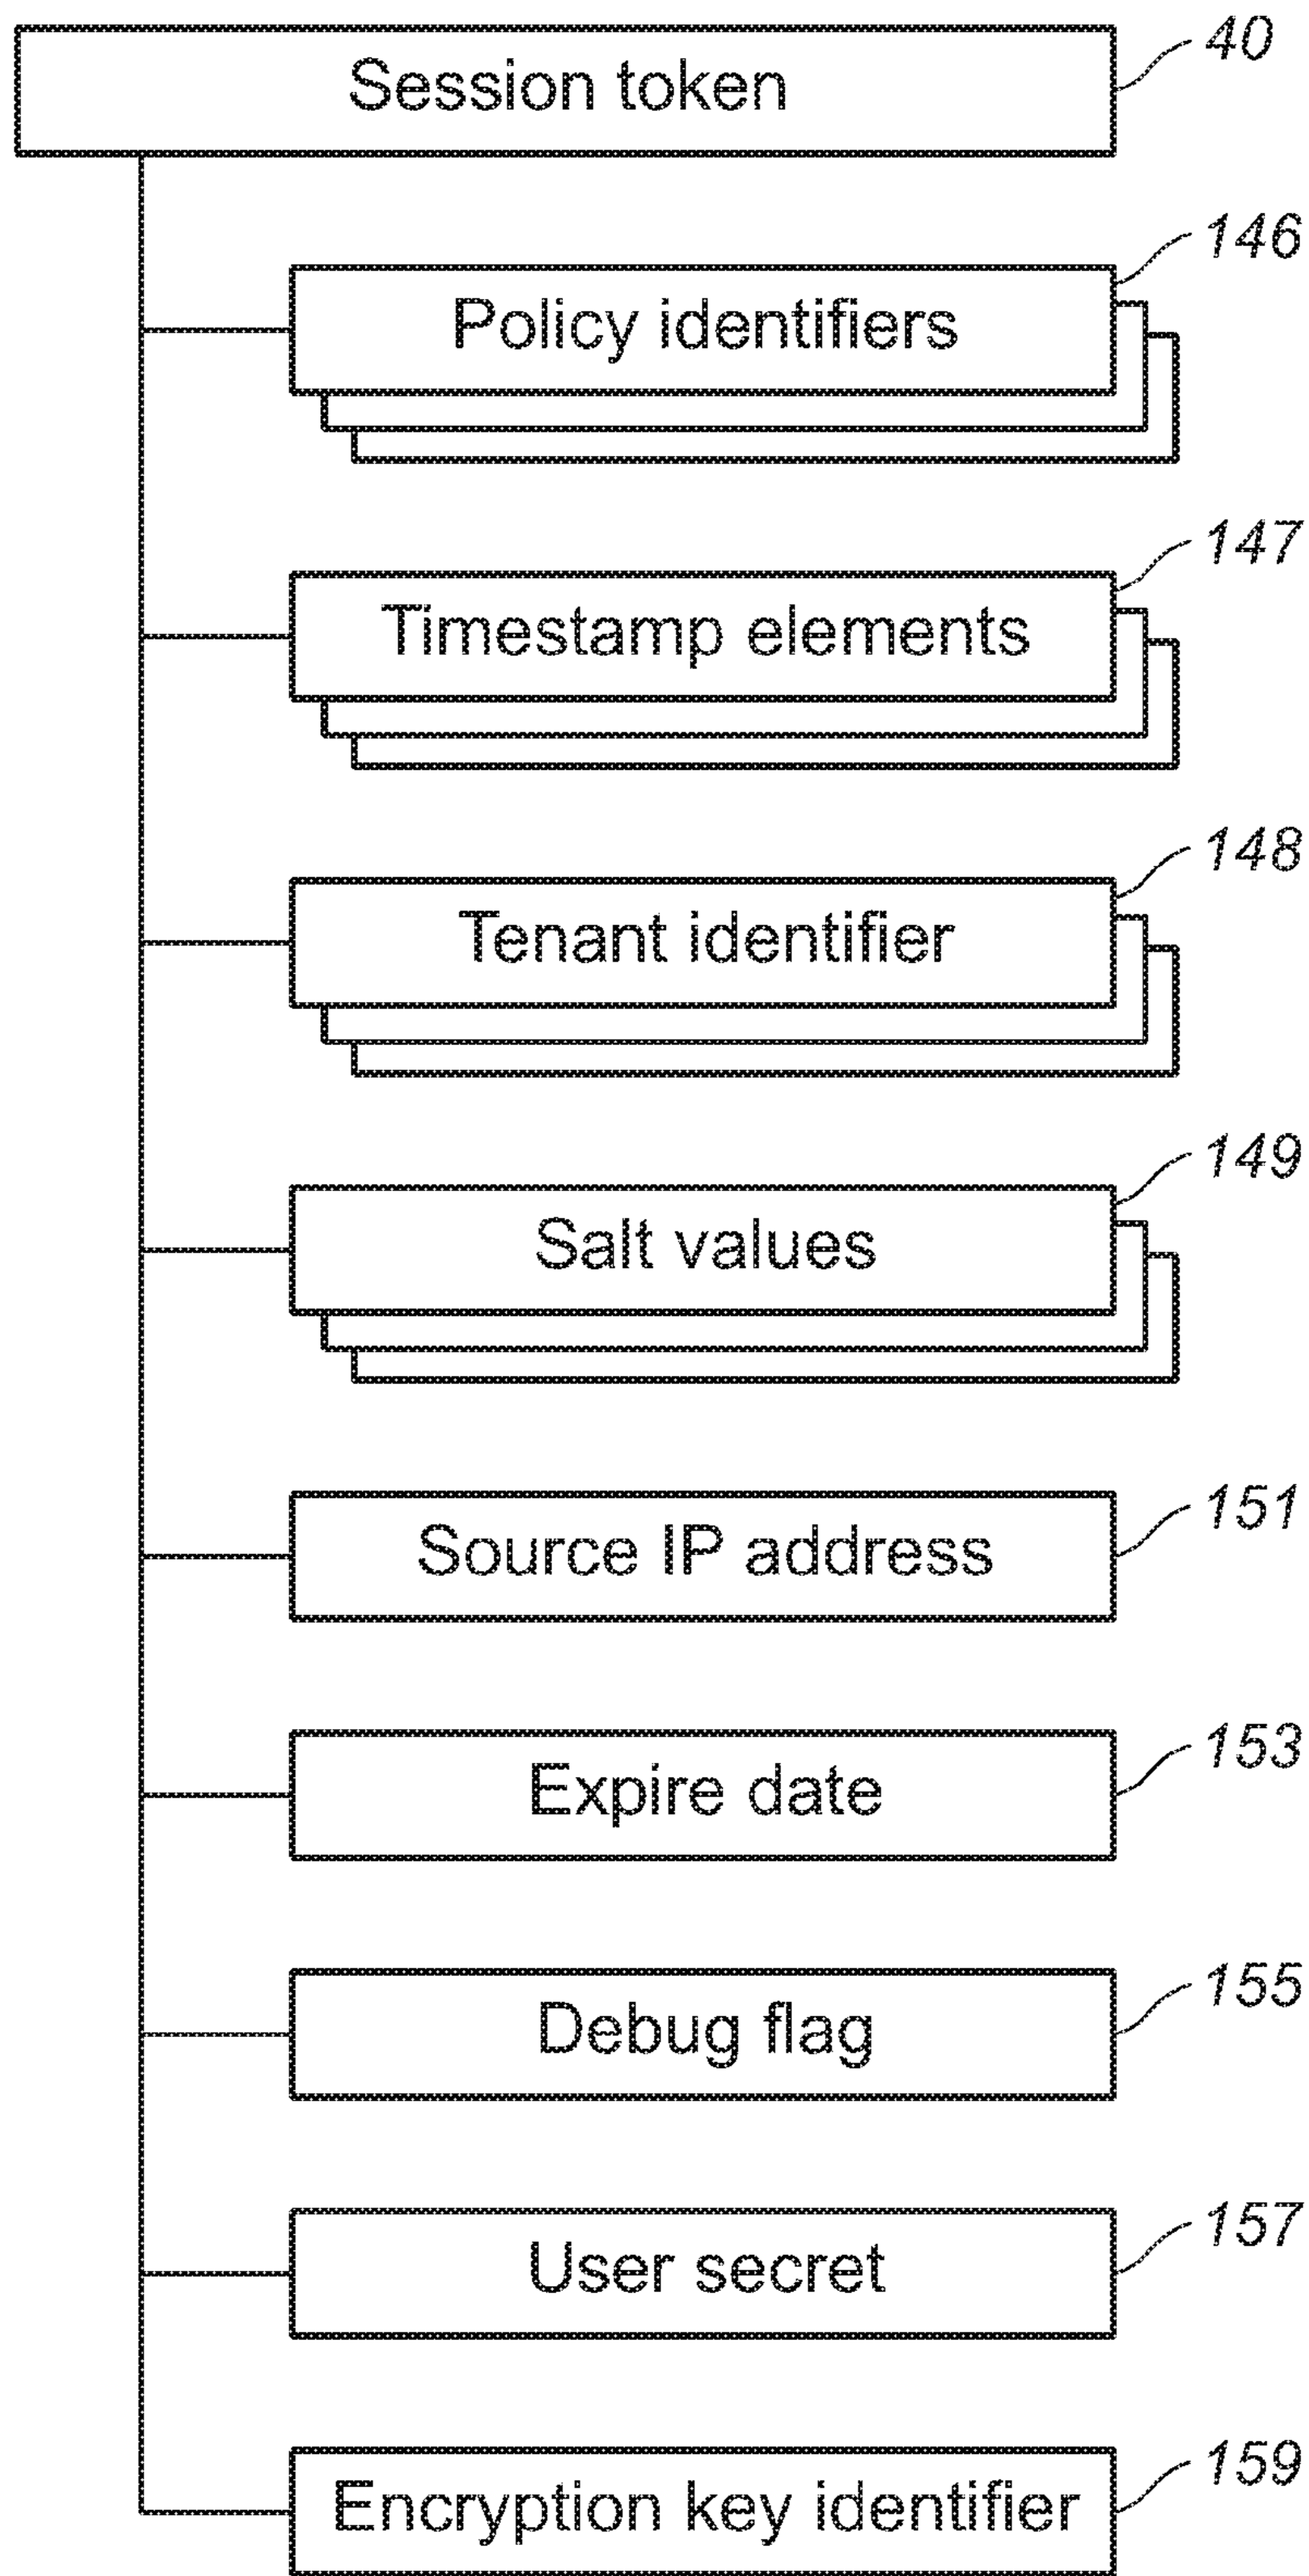 40
Session token
146
Policy identifiers
147
Timestamp elements
148
Tenant identifier
149
Salt values
151
Source IP address
153
Expire date
155
Debug flag
157
User secret
159
Encryption key identifier